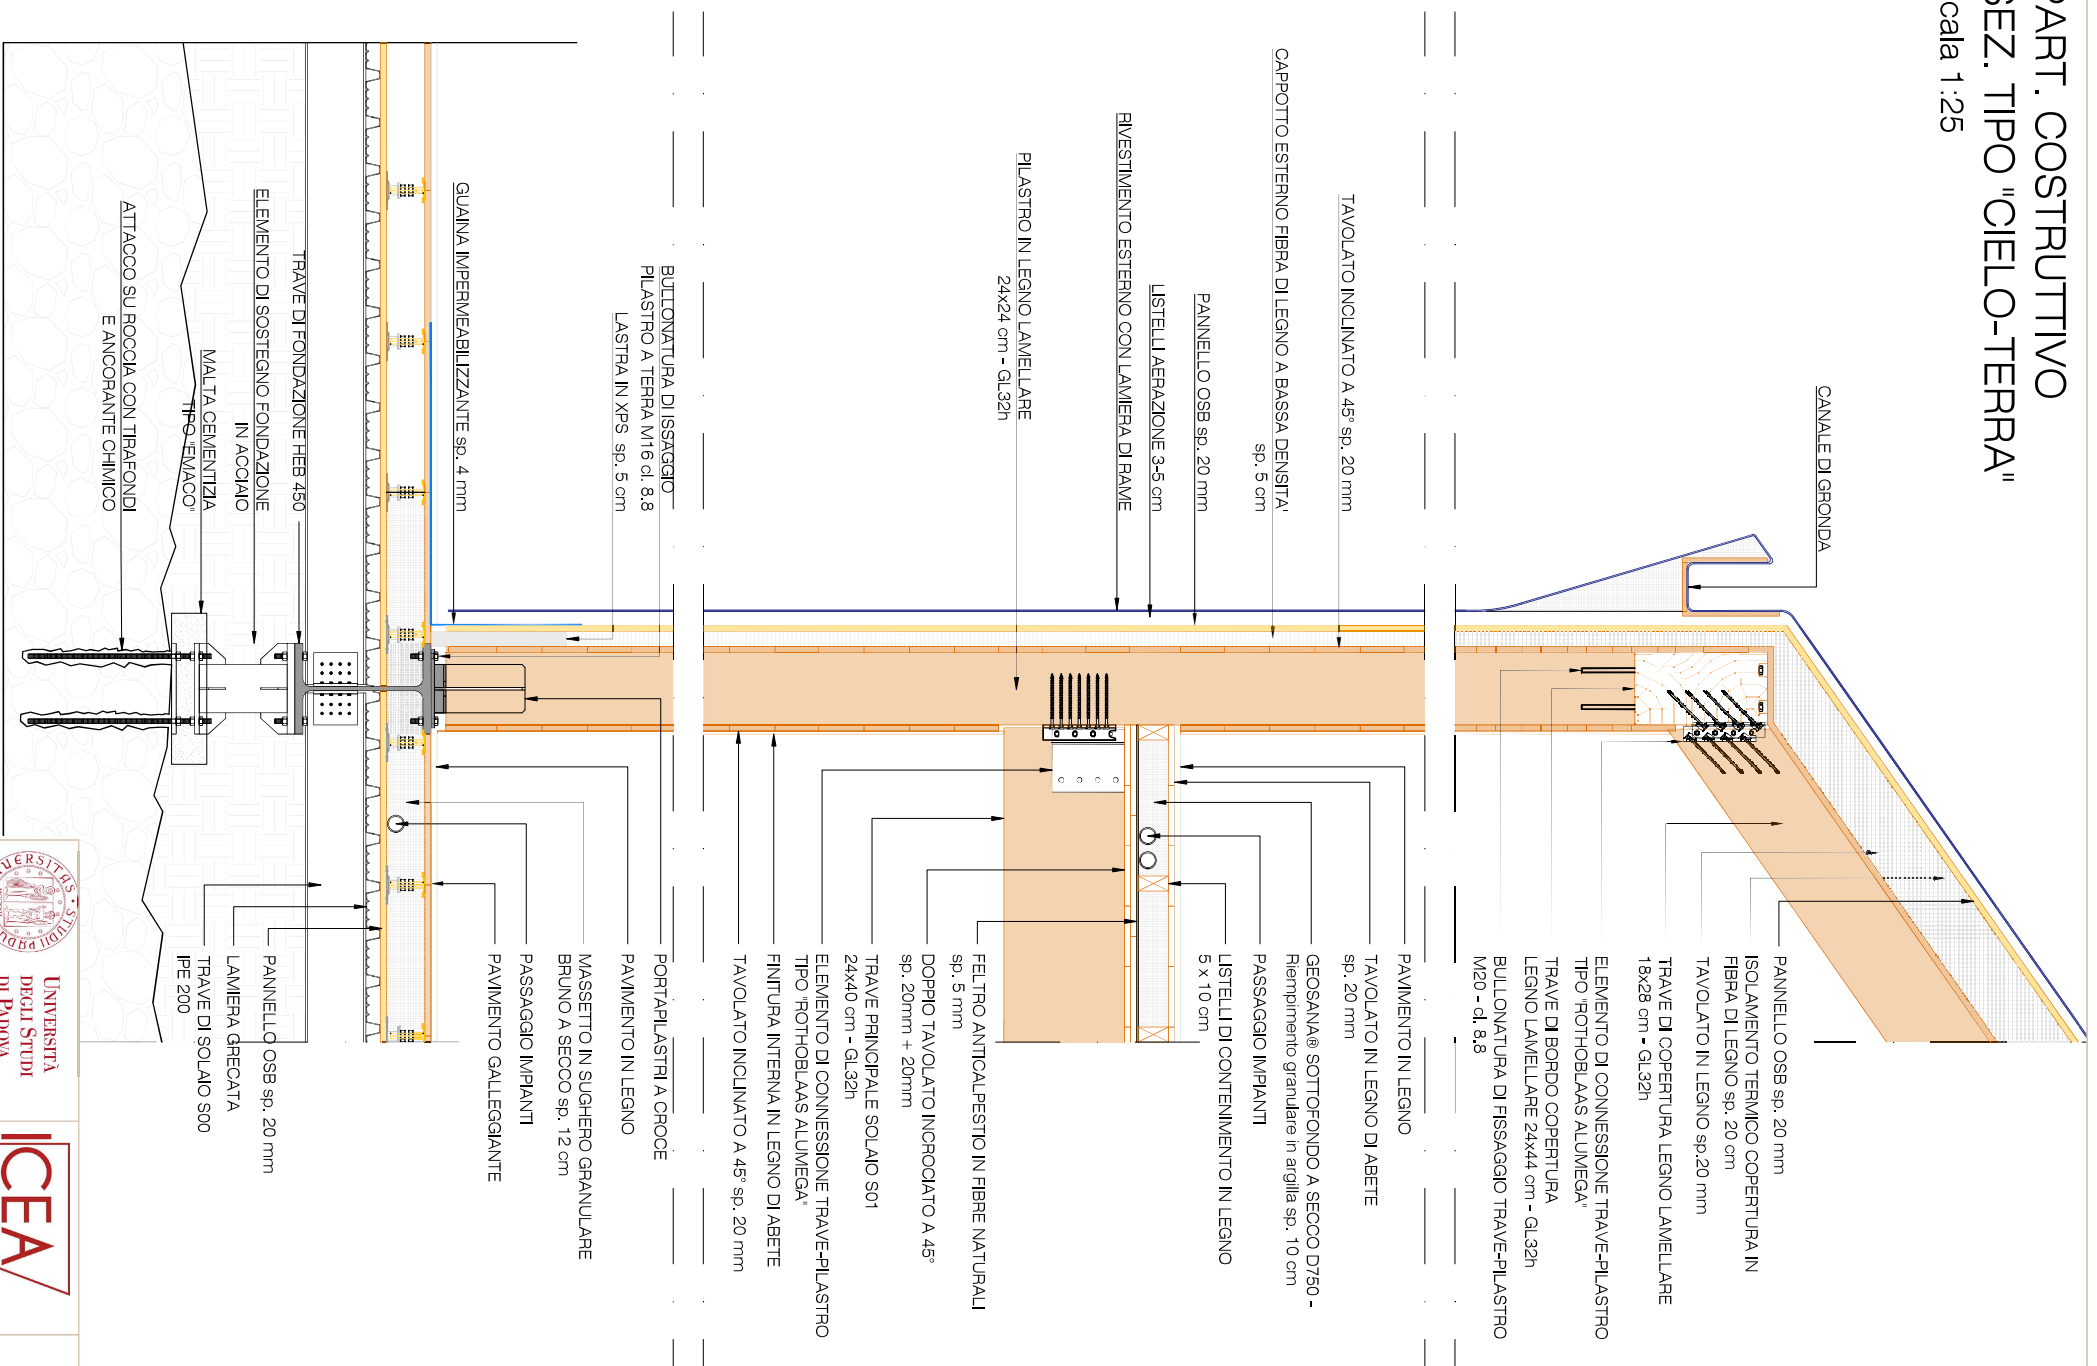 PART. COSTRUTTIVO
SEZ. TIPO "CIELO-TERRA"
scala 1:25
CANALE DI GRONDA
TAVOLATO INCLINATO A 45° sp. 20 mm
CAPPOTTO ESTERNO FIBRA DI LEGNO A BASSA DENSITA'
sp. 5 cm
PANNELLO OSB sp. 20 mm
LISTELLI AERAZIONE 3-5 cm
RIVESTIMENTO ESTERNO CON LAMIERA DI RAME
PILASTRO IN LEGNO LAMELLARE
24x24 cm - GL32h
BULLONATURA DI ISSAGGIO
PILASTRO A TERRA M16 cl. 8.8
LASTRA IN XPS sp. 5 cm
GUAINA IMPERMEABILIZZANTE sp. 4 mm
TRAVE DI FONDAZIONE HEB 450
ELEMENTO DI SOSTEGNO FONDAZIONE
IN ACCIAIO
MALTA CEMENTIZIA
TIPO "EMACO"
ATTACCO SU ROCCIA CON TIRAFONDI
E ANCORANTE CHIMICO
PANNELLO OSB sp. 20 mm
ISOLAMENTO TERMICO COPERTURA IN
FIBRA DI LEGNO sp. 20 cm
TAVOLATO IN LEGNO sp.20 mm
TRAVE DI COPERTURA LEGNO LAMELLARE
18x28 cm - GL32h
ELEMENTO DI CONNESSIONE TRAVE-PILASTRO
TIPO "ROTHOBLAAS ALUMEGA"
TRAVE DI BORDO COPERTURA
LEGNO LAMELLARE 24x44 cm - GL32h
BULLONATURA DI FISSAGGIO TRAVE-PILASTRO
M20 - cl. 8.8
PAVIMENTO IN LEGNO
TAVOLATO IN LEGNO DI ABETE
sp. 20 mm
GEOSANA® SOTTOFONDO A SECCO D750 -
Riempimento granulare in argilla sp. 10 cm
PASSAGGIO IMPIANTI
LISTELLI DI CONTENIMENTO IN LEGNO
5 x 10 cm
FELTRO ANTICALPESTIO IN FIBRE NATURALI
sp. 5 mm
DOPPIO TAVOLATO INCROCIATO A 45°
sp. 20mm + 20mm
TRAVE PRINCIPALE SOLAIO S01
24x40 cm - GL32h
ELEMENTO DI CONNESSIONE TRAVE-PILASTRO
TIPO "ROTHOBLAAS ALUMEGA"
FINITURA INTERNA IN LEGNO DI ABETE
TAVOLATO INCLINATO A 45° sp. 20 mm
PORTAPILASTRI A CROCE
PAVIMENTO IN LEGNO
MASSETTO IN SUGHERO GRANULARE
BRUNO A SECCO sp. 12 cm
PASSAGGIO IMPIANTI
PAVIMENTO GALLEGGIANTE
PANNELLO OSB sp. 20 mm
LAMIERA GRECATA
TRAVE DI SOLAIO S00
IPE 200
UNIVERSITÀ
DEGLI STUDI
DI PADOVA
ICEA